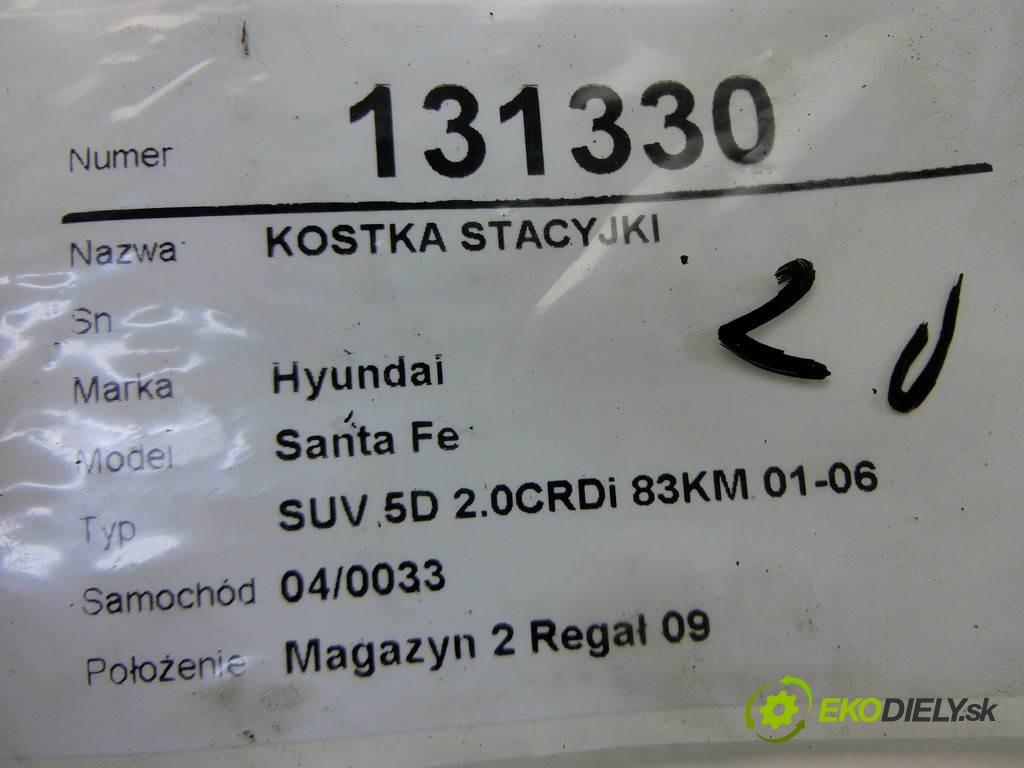 Numer 131330
Nazwa KOSTKA STACYJKI
Sn
Marka Hyundai
Model Santa Fe
Typ SUV 5D 2.0CRDi 83KM 01-06
Samochód 04/0033
Położenie Magazyn 2 Regał 09
EKODIELY.sk